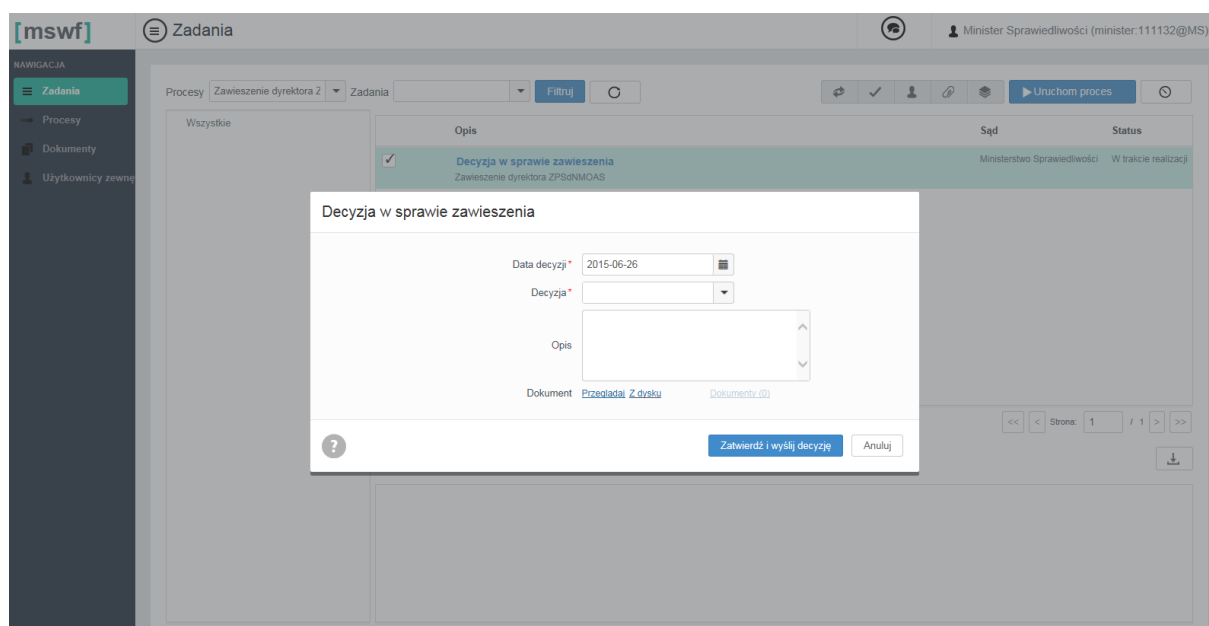 [mswf]
Zadania
Minister Sprawiedliwości (minister:111132@MS)
NAWIGACJA
Zadania
Procesy
Dokumenty
Użytkownicy zewnę
Procesy Zawieszenie dyrektora Z Zadania Filtruj Uruchom proces
Wszystkie
Opis Sąd Status
Decyzja w sprawie zawieszenia Ministerstwo Sprawiedliwości W trakcie realizacji
Zawieszenie dyrektora ZPSdNMOAS
Decyzja w sprawie zawieszenia
Data decyzji* 2015-06-26
Decyzja*
Opis
Dokument Przeglądaj Z dysku Dokumenty (0)
<< < Strona: 1 / 1 > >>
? Zatwierdź i wyślij decyzję Anuluj